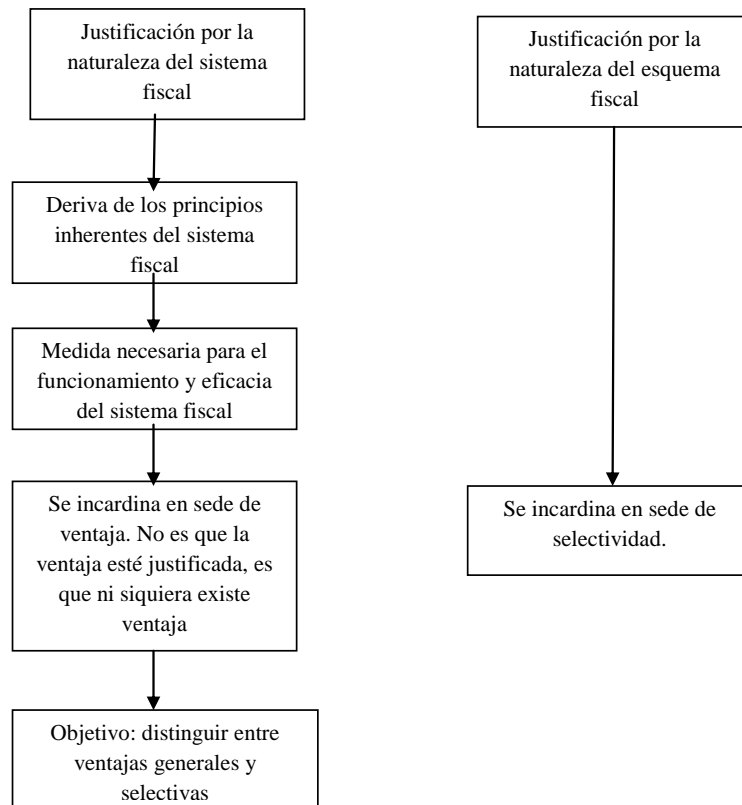 Justificación por la
naturaleza del sistema
fiscal
Deriva de los principios
inherentes del sistema
fiscal
Medida necesaria para el
funcionamiento y eficacia
del sistema fiscal
Se incardina en sede de
ventaja. No es que la
ventaja esté justificada, es
que ni siquiera existe
ventaja
Objetivo: distinguir entre
ventajas generales y
selectivas
Justificación por la
naturaleza del esquema
fiscal
Se incardina en sede de
selectividad.